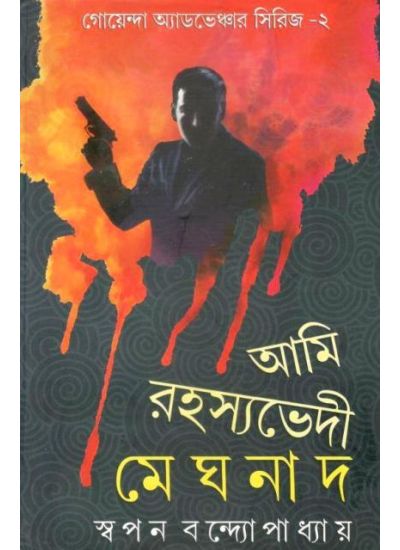 গোয়েন্দা অ্যাডভেঞ্চার সিরিজ -২
আমি
রহস্যভেদী
মেঘনাদ
স্বপন বন্দ্যোপাধ্যায়